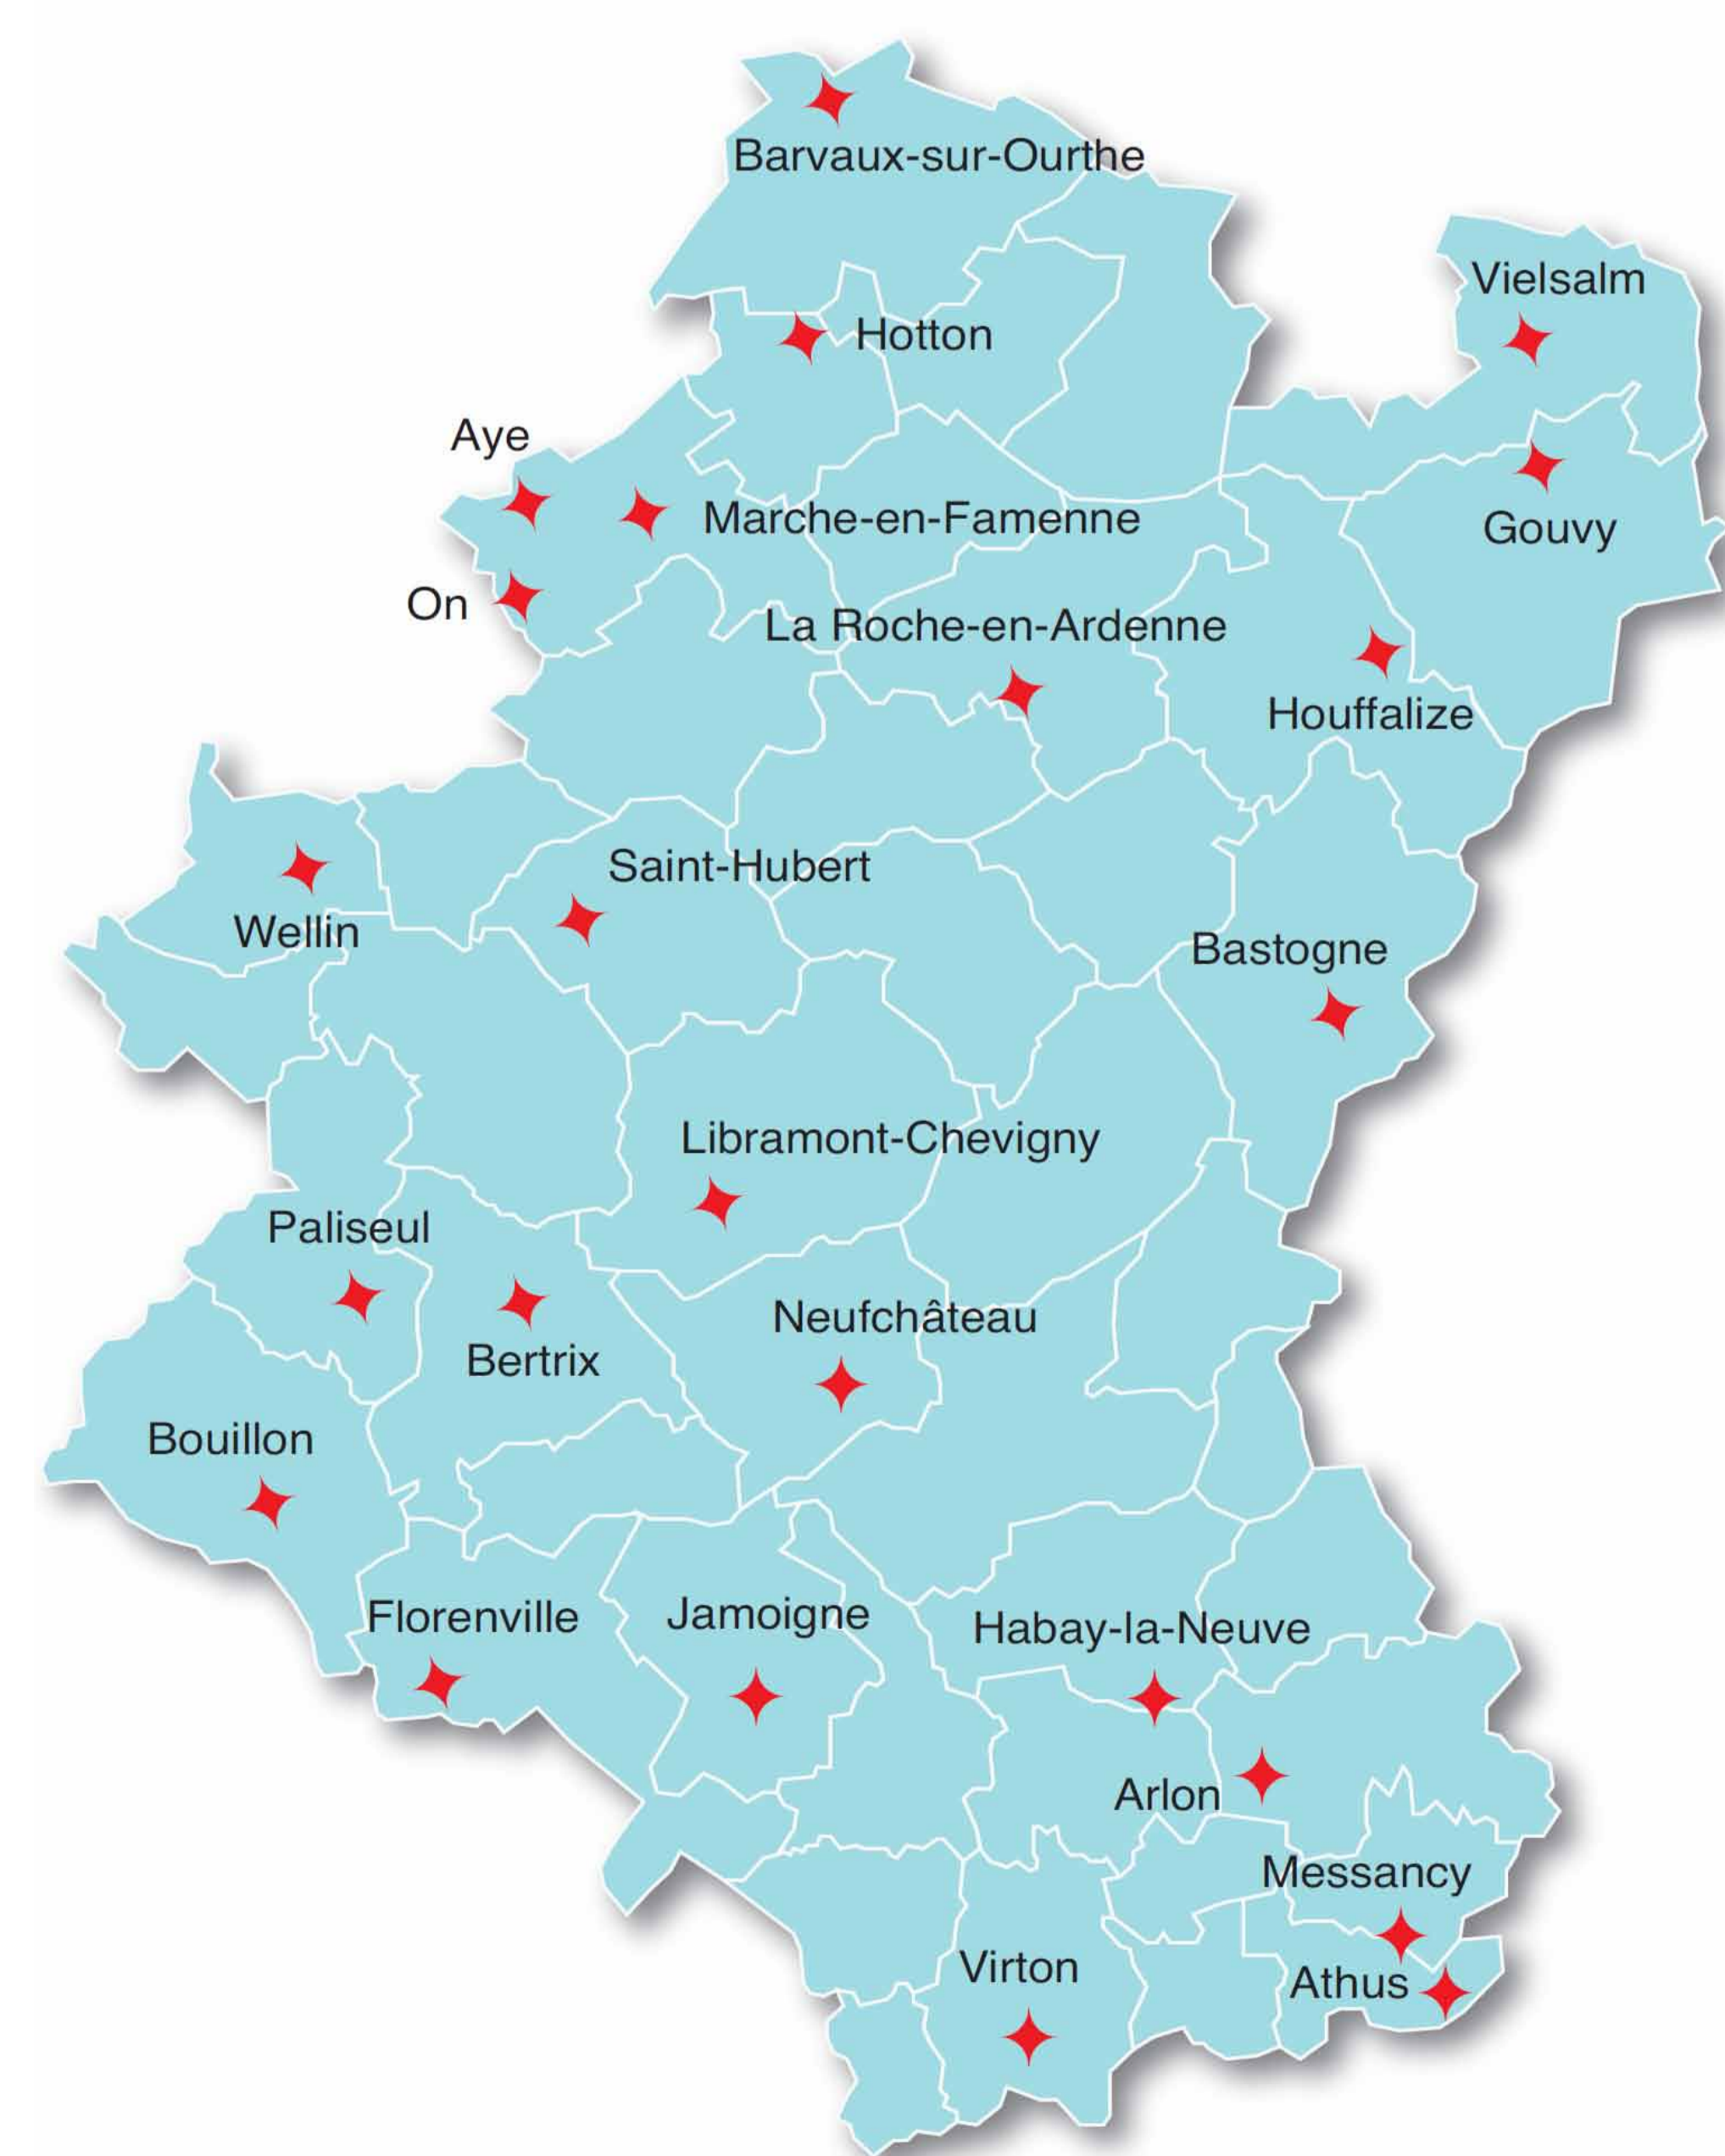 Barvaux-sur-Ourthe
Vielsalm
Hotton
Aye
Marche-en-Famenne
Gouvy
On
La Roche-en-Ardenne
Houffalize
Saint-Hubert
Wellin
Bastogne
Libramont-Chevigny
Paliseul
Neufchâteau
Bertrix
Bouillon
Florenville
Jamoigne
Habay-la-Neuve
Arlon
Messancy
Virton
Athus